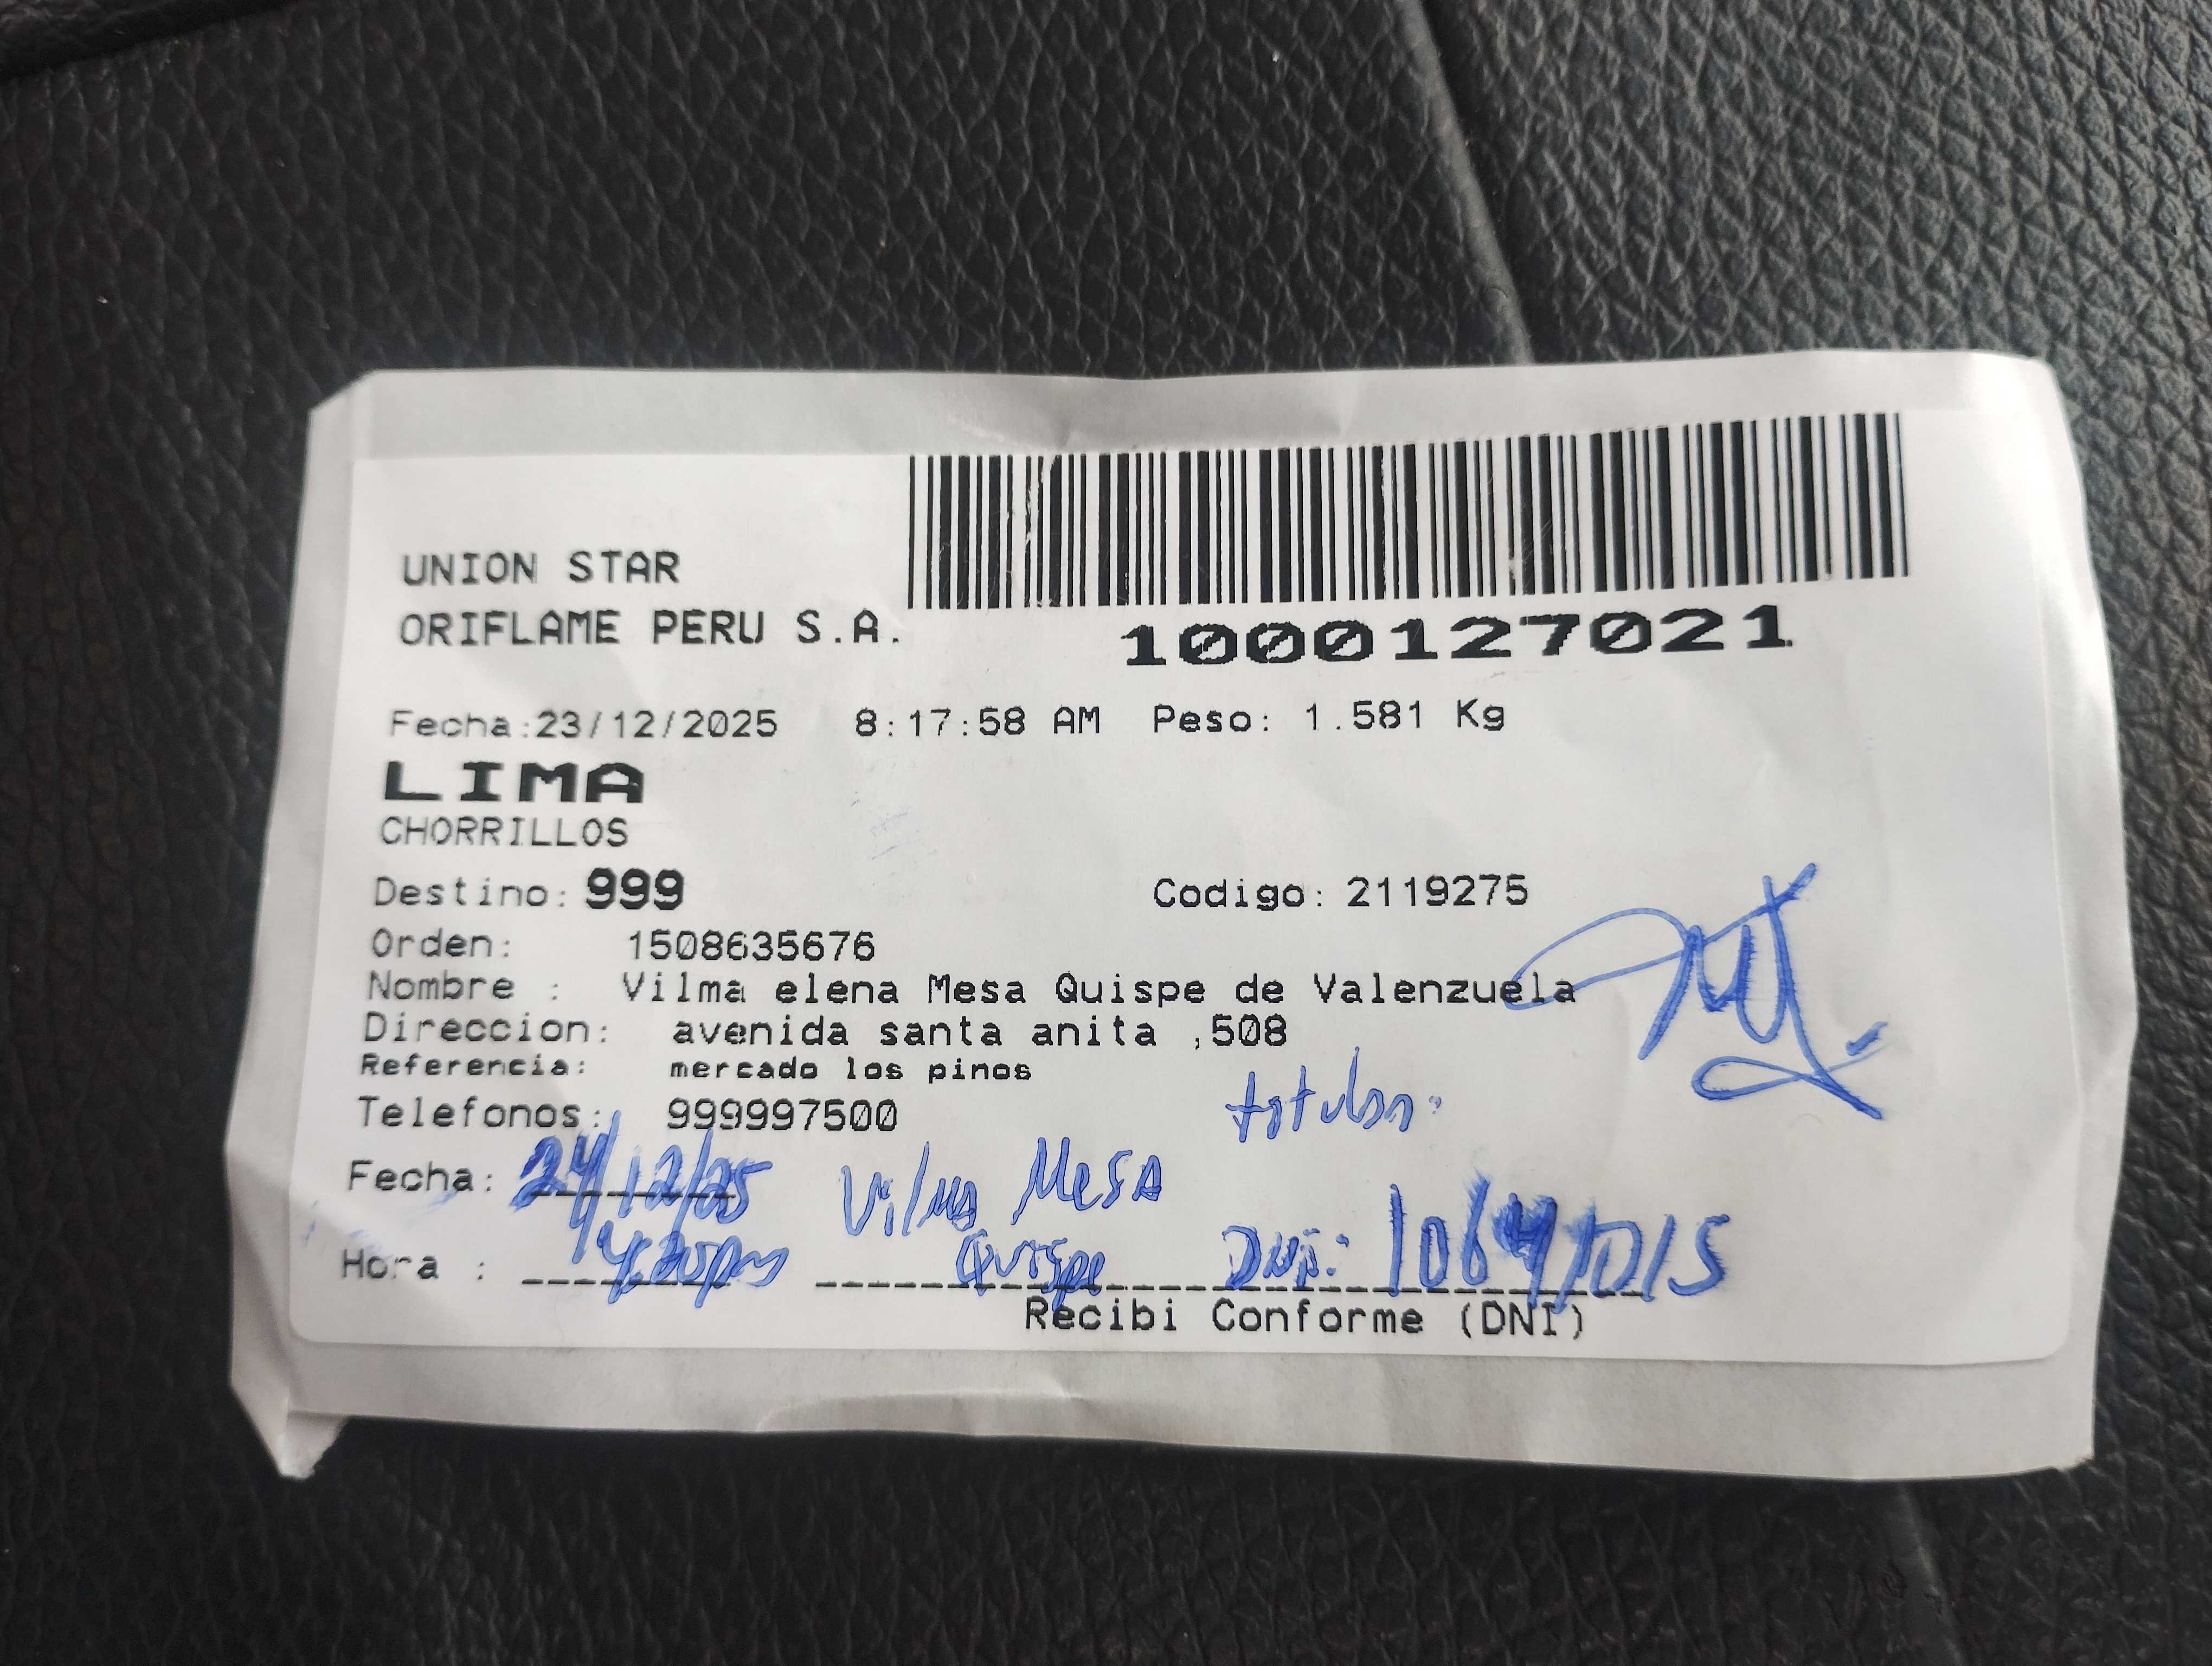 UNION STAR
ORIFLAME PERU S.A.
1000127021
Fecha:23/12/2025 8:17:58 AM Peso: 1.581 Kg
LIMA
CHORRILLOS
Destino: 999 Codigo: 2119275
Orden: 1508635676
Nombre : Vilma elena Mesa Quispe de Valenzuela
Direccion: avenida santa anita ,508
Referencia: mercado los pinos
Telefonos: 999997500
Fecha: 24/12/25 Vilma Mesa
Hora : Quispe DNI:
Recibi Conforme (DNI)